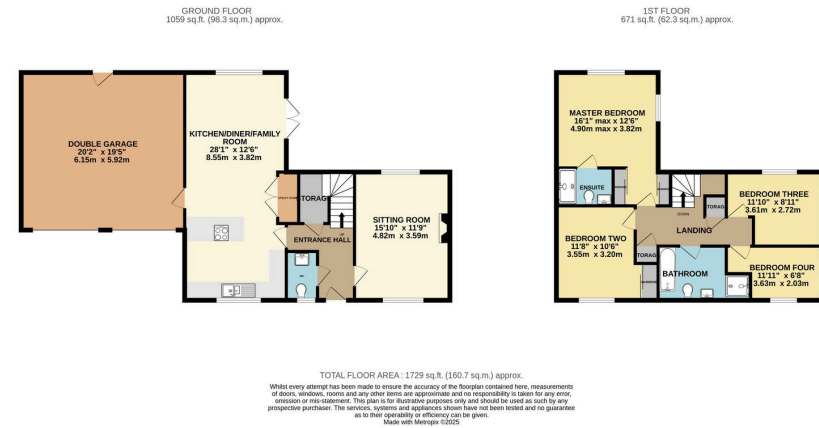 GROUND FLOOR
1059 sq.ft. (98.3 sq.m.) approx.
DOUBLE GARAGE
20'2" x 19'5"
6.15m x 5.92m
KITCHEN/DINER/FAMILY
ROOM
28'1" x 12'6"
8.55m x 3.82m
TORAG
UP
ENTRANCE HALL
SITTING ROOM
15'10" x 11'9"
4.82m x 3.59m
1ST FLOOR
671 sq.ft. (62.3 sq.m.) approx.
MASTER BEDROOM
16'1" max x 12'6"
4.90m max x 3.82m
ENSUITE
DOWN
TORAG
BEDROOM THREE
11'10" x 8'11"
3.61m x 2.72m
LANDING
BEDROOM TWO
11'8" x 10'6"
3.55m x 3.20m
TORAG
BATHROOM
BEDROOM FOUR
11'11" x 6'8"
3.63m x 2.03m
TOTAL FLOOR AREA : 1729 sq.ft. (160.7 sq.m.) approx.
Whilst every attempt has been made to ensure the accuracy of the floorplan contained here, measurements
of doors, windows, rooms and any other items are approximate and no responsibility is taken for any error,
omission or mis-statement. This plan is for illustrative purposes only and should be used as such by any
prospective purchaser. The services, systems and appliances shown have not been tested and no guarantee
as to their operability or efficiency can be given.
Made with Metropix ©2025